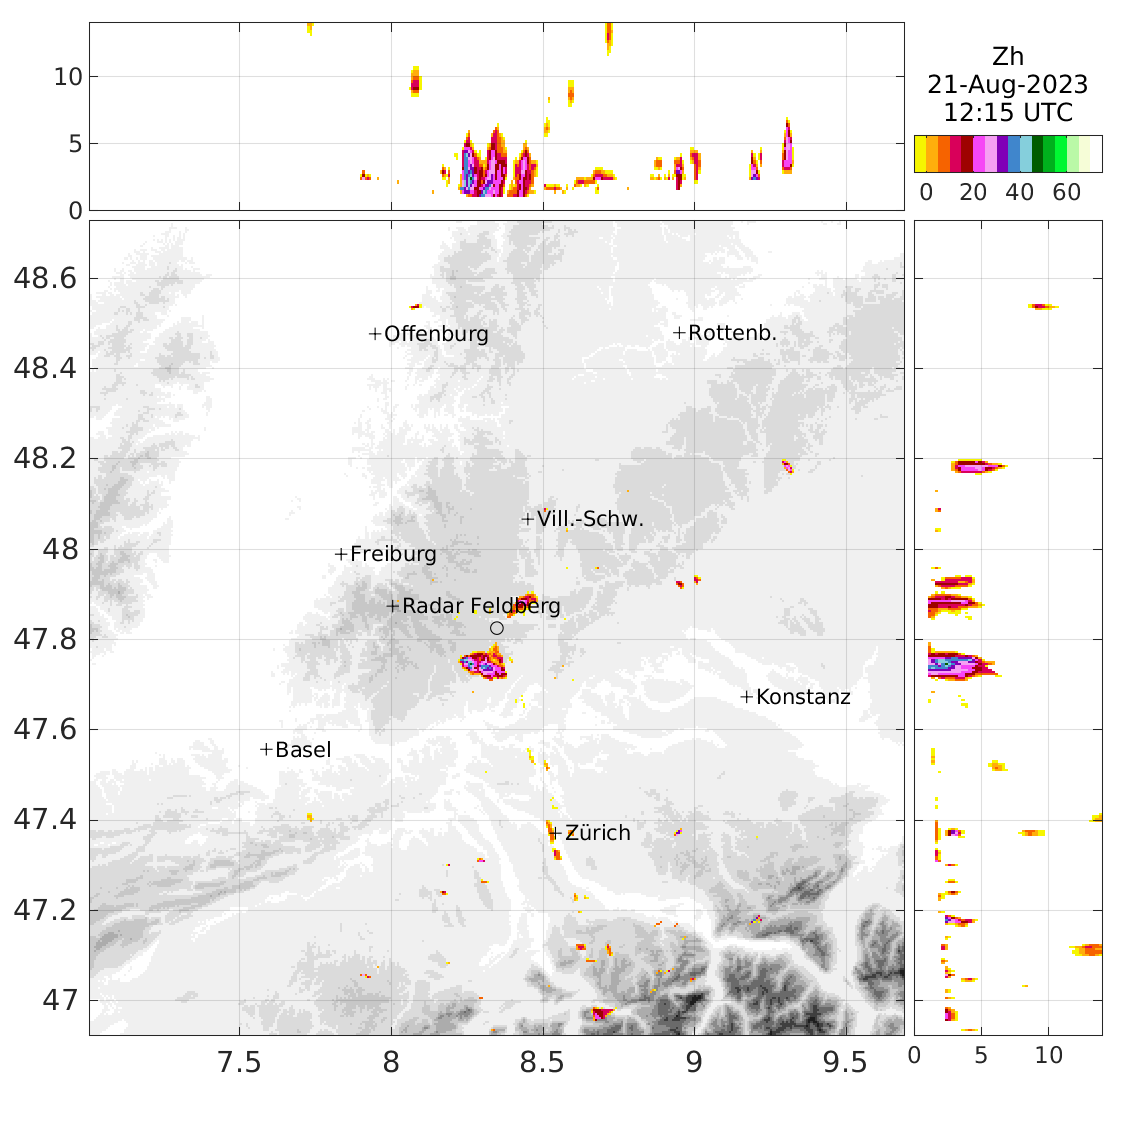 Zh
21-Aug-2023
12:15 UTC
0 20 40 60
10
5
0
48.6
48.4
48.2
48
47.8
47.6
47.4
47.2
47
Offenburg
Rottenb.
Vill.-Schw.
Freiburg
Radar Feldberg
Konstanz
Basel
Zürich
7.5 8 8.5 9 9.5
0 5 10